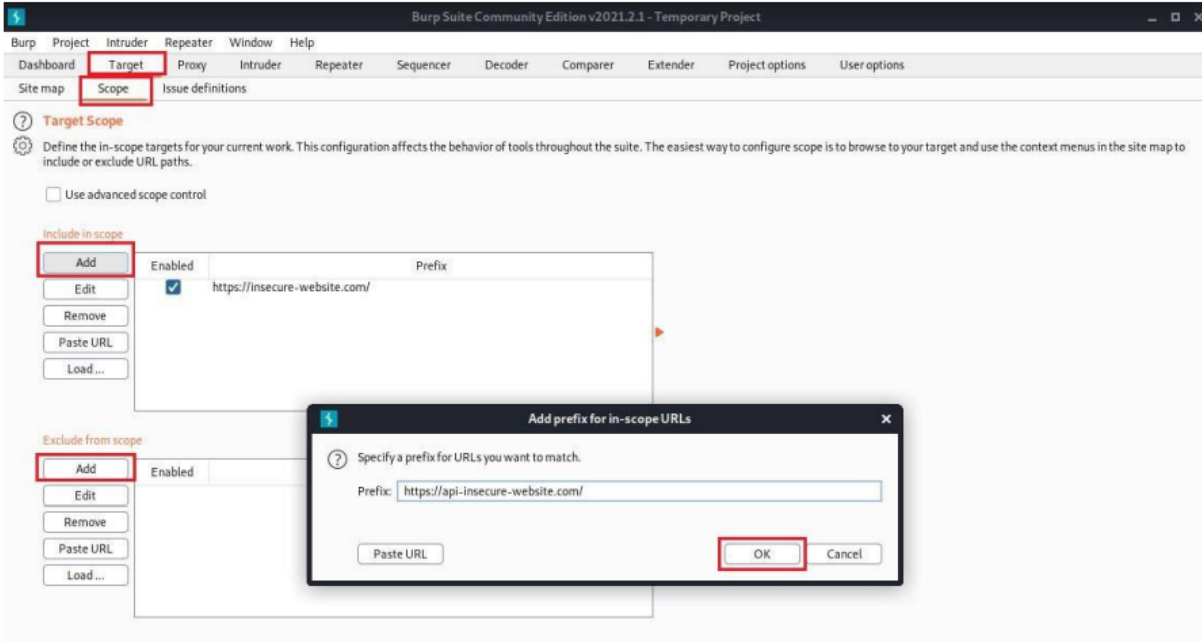 Burp Suite Community Edition v2021.2.1 - Temporary Project
Burp Project Intruder Repeater Window Help
Dashboard Target Proxy Intruder Repeater Sequencer Decoder Comparer Extender Project options User options
Site map Scope Issue definitions
? Target Scope
Define the in-scope targets for your current work. This configuration affects the behavior of tools throughout the suite. The easiest way to configure scope is to browse to your target and use the context menus in the site map to
include or exclude URL paths.
Use advanced scope control
Include in scope
Add Enabled Prefix
Edit https://insecure-website.com/
Remove
Paste URL
Load ...
Exclude from scope
Add Enabled
Edit
Remove
Paste URL
Load ...
Add prefix for in-scope URLs
? Specify a prefix for URLs you want to match.
Prefix: https://api-insecure-website.com/
Paste URL OK Cancel